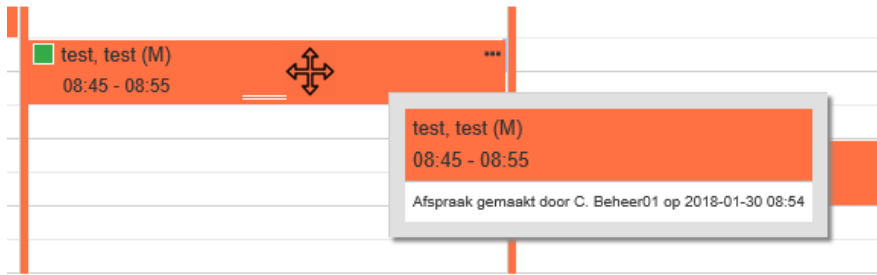 test, test (M)
08:45 - 08:55
test, test (M)
08:45 - 08:55
Afspraak gemaakt door C. Beheer01 op 2018-01-30 08:54